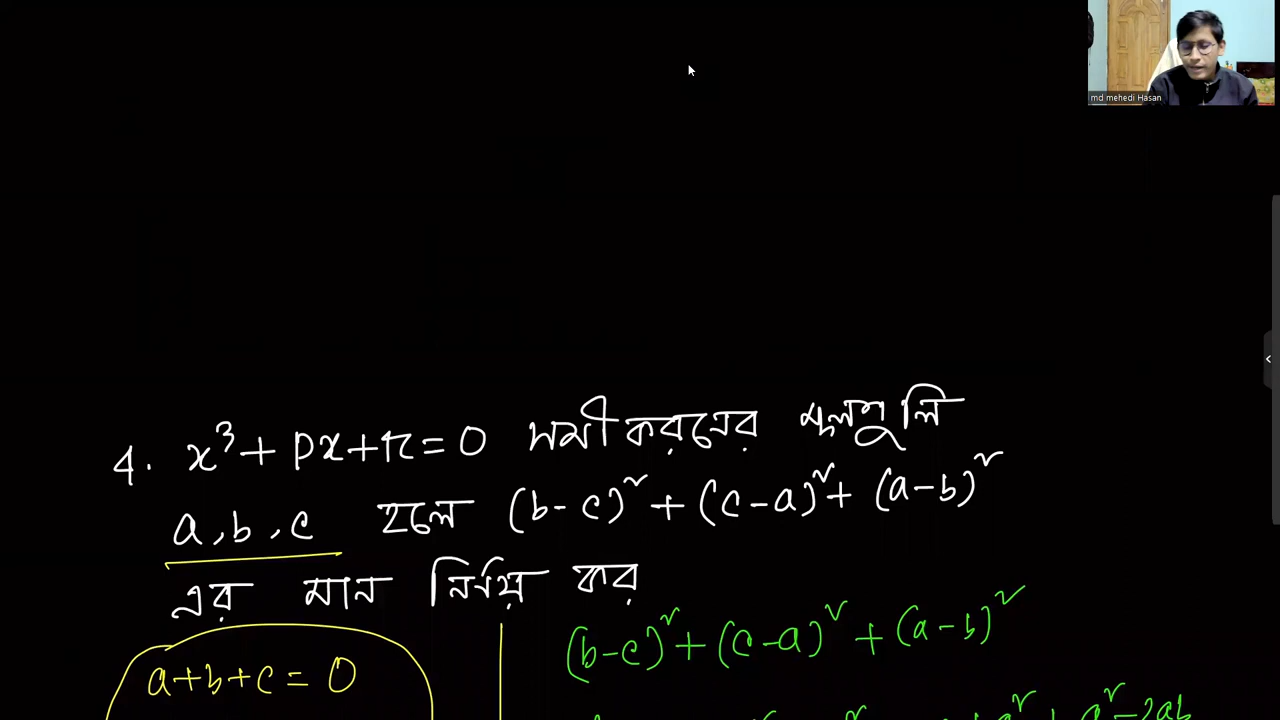 md mehedi Hasan
4. x³ + px + r = 0 সমীকরণের মূলগুলি
a, b, c হলে (b-c)² + (c-a)² + (a-b)²
এর মান নির্ণয় কর
(b-c)² + (c-a)² + (a-b)²
a+b+c = 0